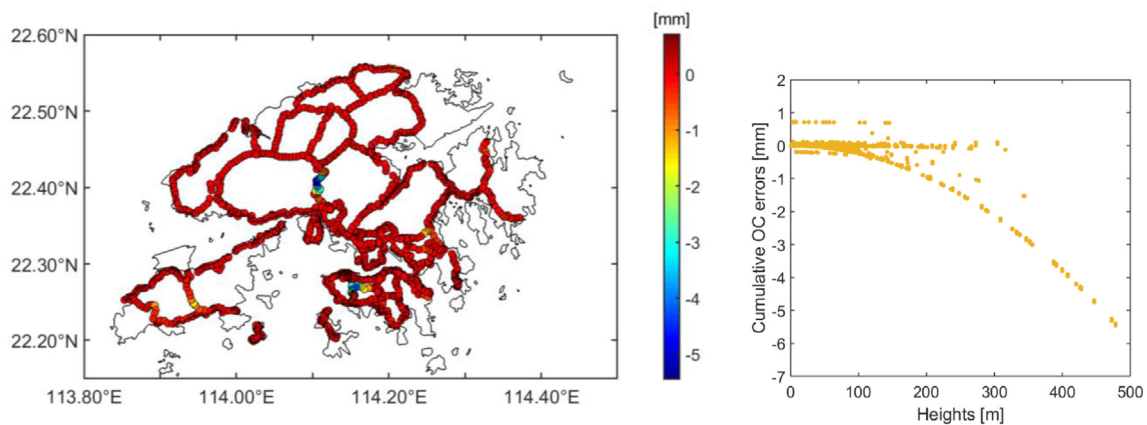 [mm]
22.60°N
22.50°N
22.40°N
22.30°N
22.20°N
113.80°E
114.00°E
114.20°E
114.40°E
0
-1
-2
-3
-4
-5
2
1
0
-1
-2
-3
-4
-5
-6
-7
Cumulative OC errors [mm]
0
100
200
300
400
500
Heights [m]